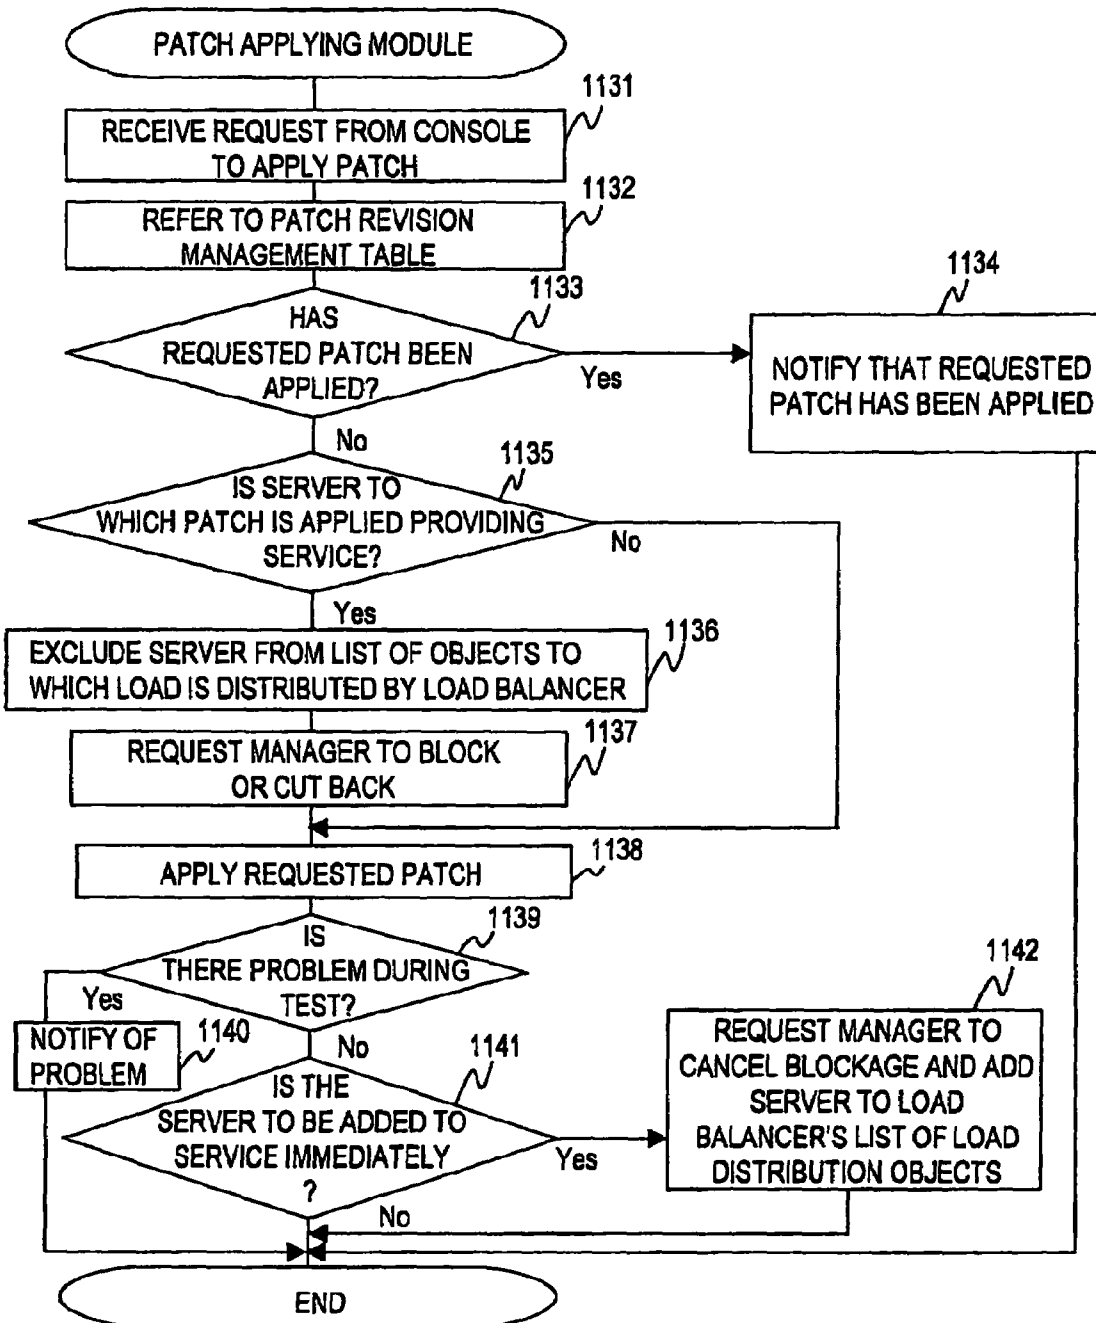 PATCH APPLYING MODULE
1131
RECEIVE REQUEST FROM CONSOLE
TO APPLY PATCH
1132
REFER TO PATCH REVISION
MANAGEMENT TABLE
1133
HAS
REQUESTED PATCH BEEN
APPLIED?
Yes
1134
NOTIFY THAT REQUESTED
PATCH HAS BEEN APPLIED
No
1135
IS SERVER TO
WHICH PATCH IS APPLIED PROVIDING
SERVICE?
No
Yes
1136
EXCLUDE SERVER FROM LIST OF OBJECTS TO
WHICH LOAD IS DISTRIBUTED BY LOAD BALANCER
1137
REQUEST MANAGER TO BLOCK
OR CUT BACK
1138
APPLY REQUESTED PATCH
1139
IS
THERE PROBLEM DURING
TEST?
Yes
1140
NOTIFY OF
PROBLEM
No
1141
IS THE
SERVER TO BE ADDED TO
SERVICE IMMEDIATELY
?
Yes
1142
REQUEST MANAGER TO
CANCEL BLOCKAGE AND ADD
SERVER TO LOAD
BALANCER'S LIST OF LOAD
DISTRIBUTION OBJECTS
No
END